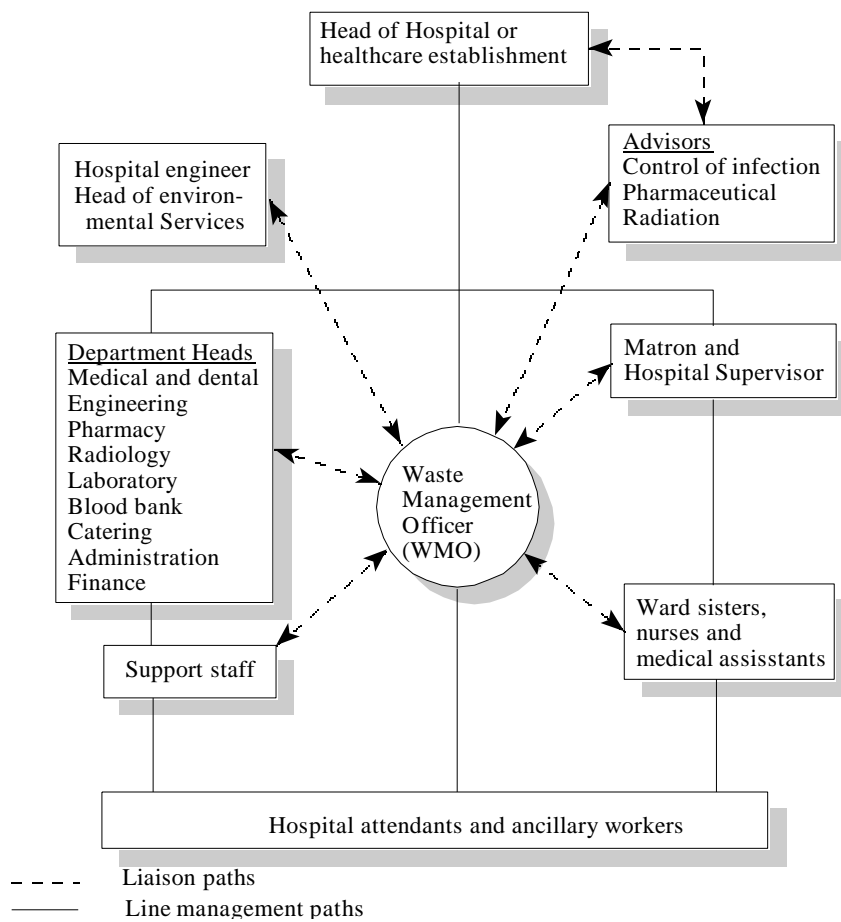 Head of Hospital or
healthcare establishment
Advisors
Control of infection
Pharmaceutical
Radiation
Hospital engineer
Head of environ-
mental Services
Department Heads
Medical and dental
Engineering
Pharmacy
Radiology
Laboratory
Blood bank
Catering
Administration
Finance
Matron and
Hospital Supervisor
Waste
Management
Officer
(WMO)
Ward sisters,
nurses and
medical assisstants
Support staff
Hospital attendants and ancillary workers
Liaison paths
Line management paths